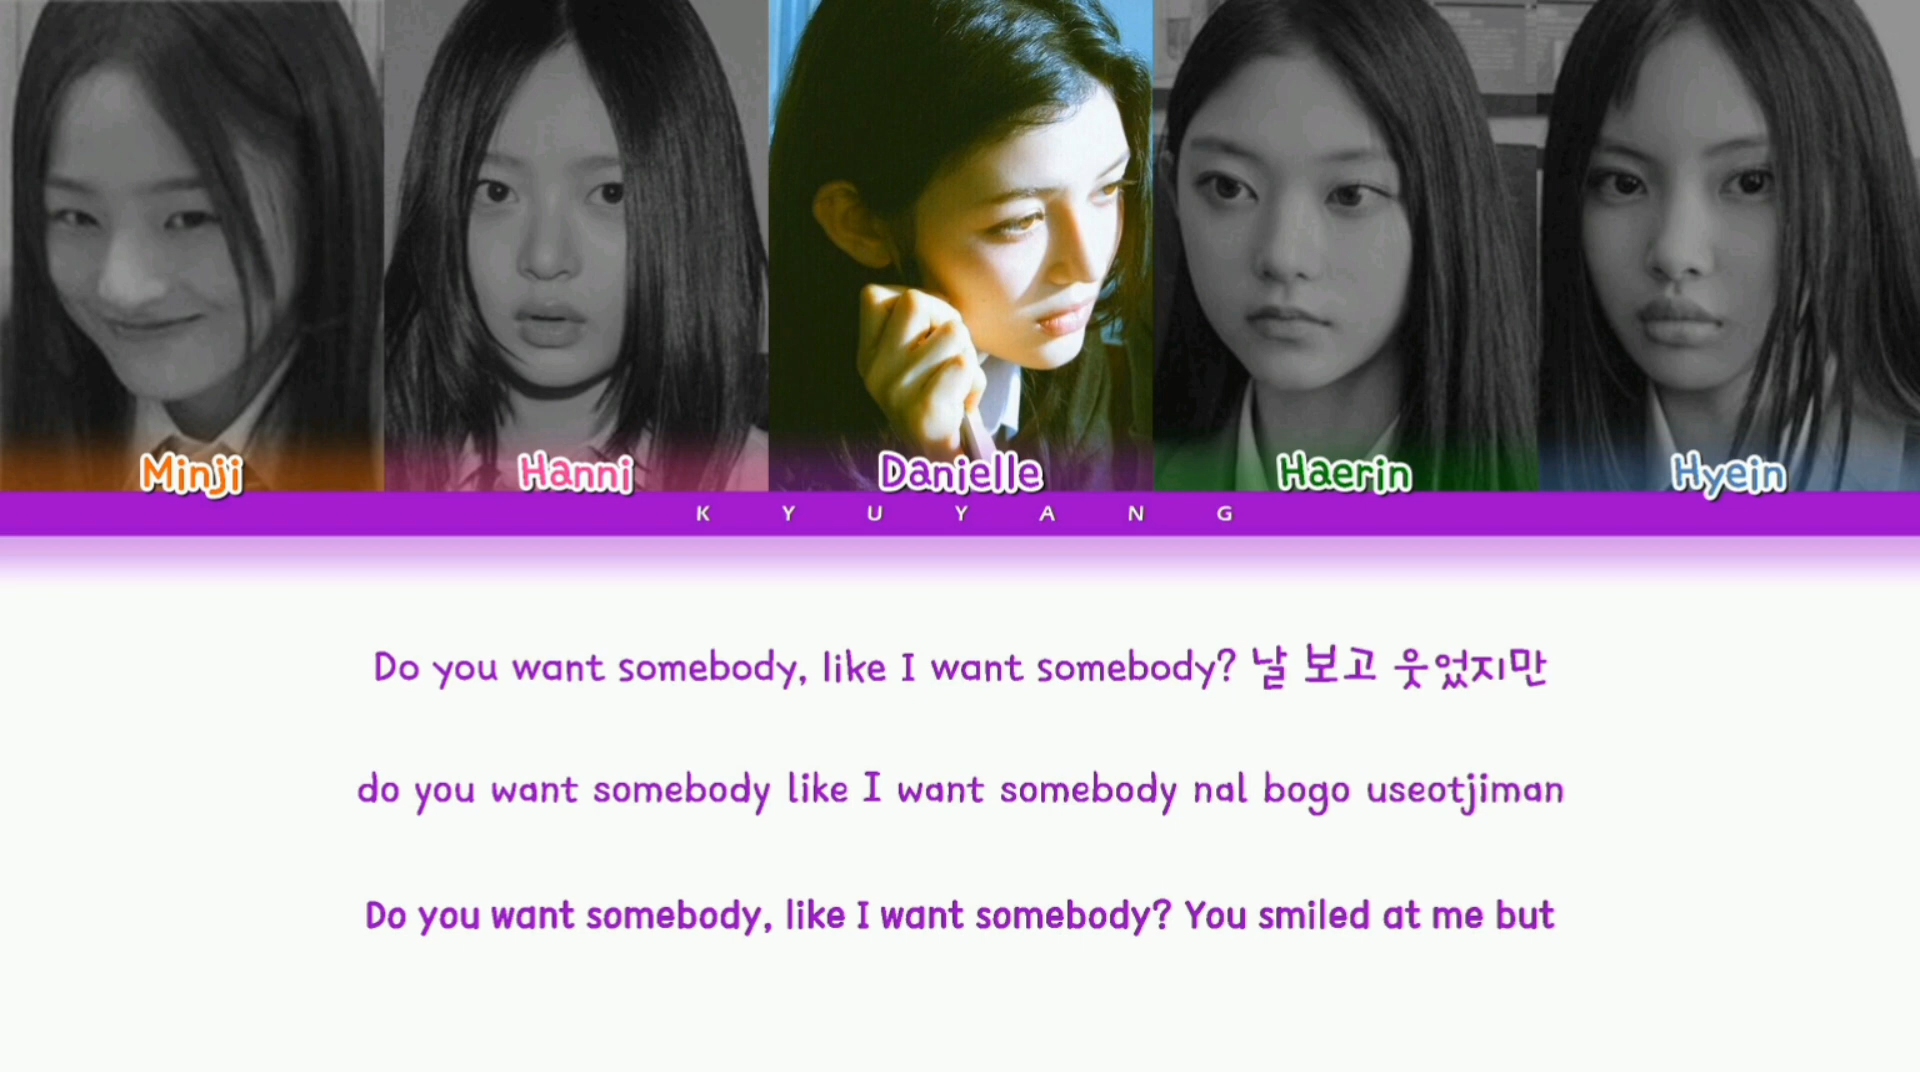 Minji Hanni Danielle Haerin Hyein
KYUYANG
Do you want somebody, like I want somebody? 날 보고 웃었지만
do you want somebody like I want somebody nal bogo useotjiman
Do you want somebody, like I want somebody? You smiled at me but